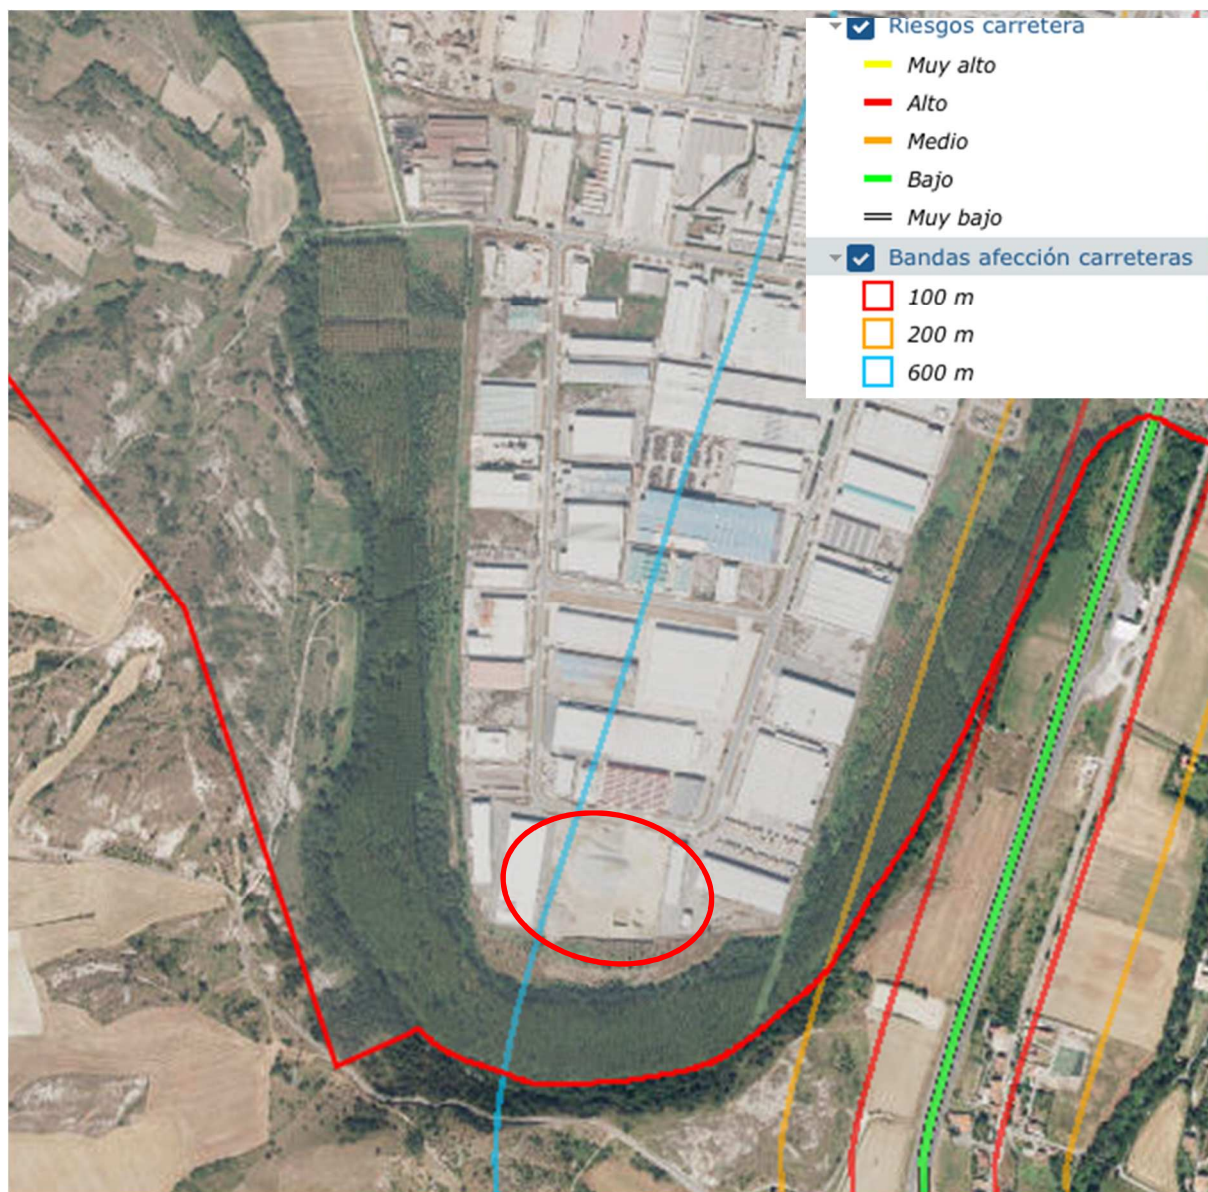 Riesgos carretera
Muy alto
Alto
Medio
Bajo
Muy bajo
Bandas afección carreteras
100 m
200 m
600 m